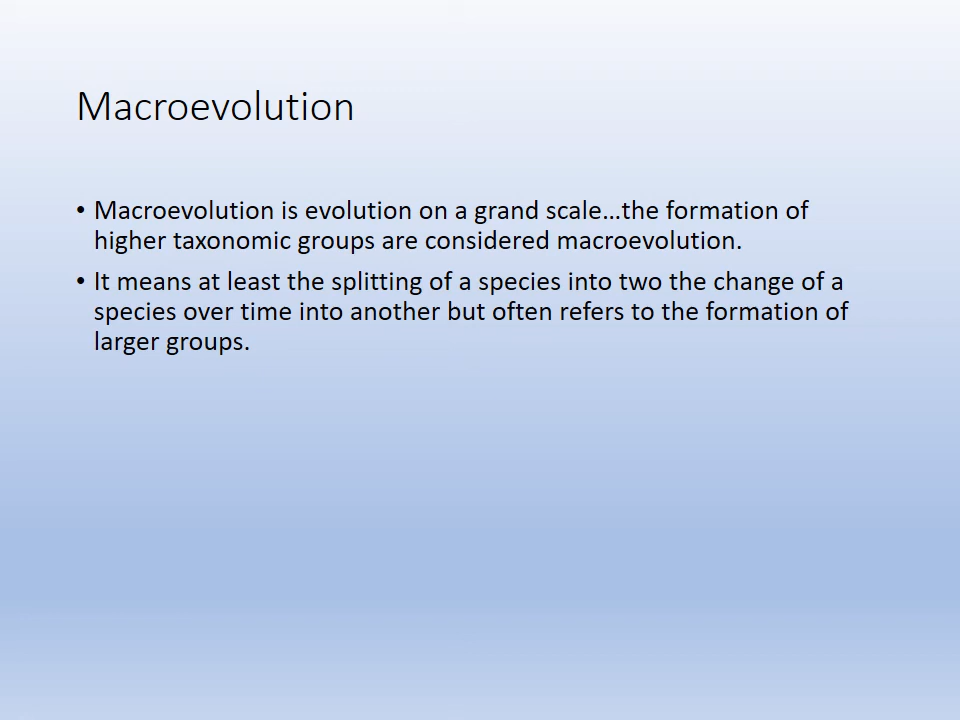 Macroevolution
• Macroevolution is evolution on a grand scale…the formation of
higher taxonomic groups are considered macroevolution.
• It means at least the splitting of a species into two the change of a
species over time into another but often refers to the formation of
larger groups.